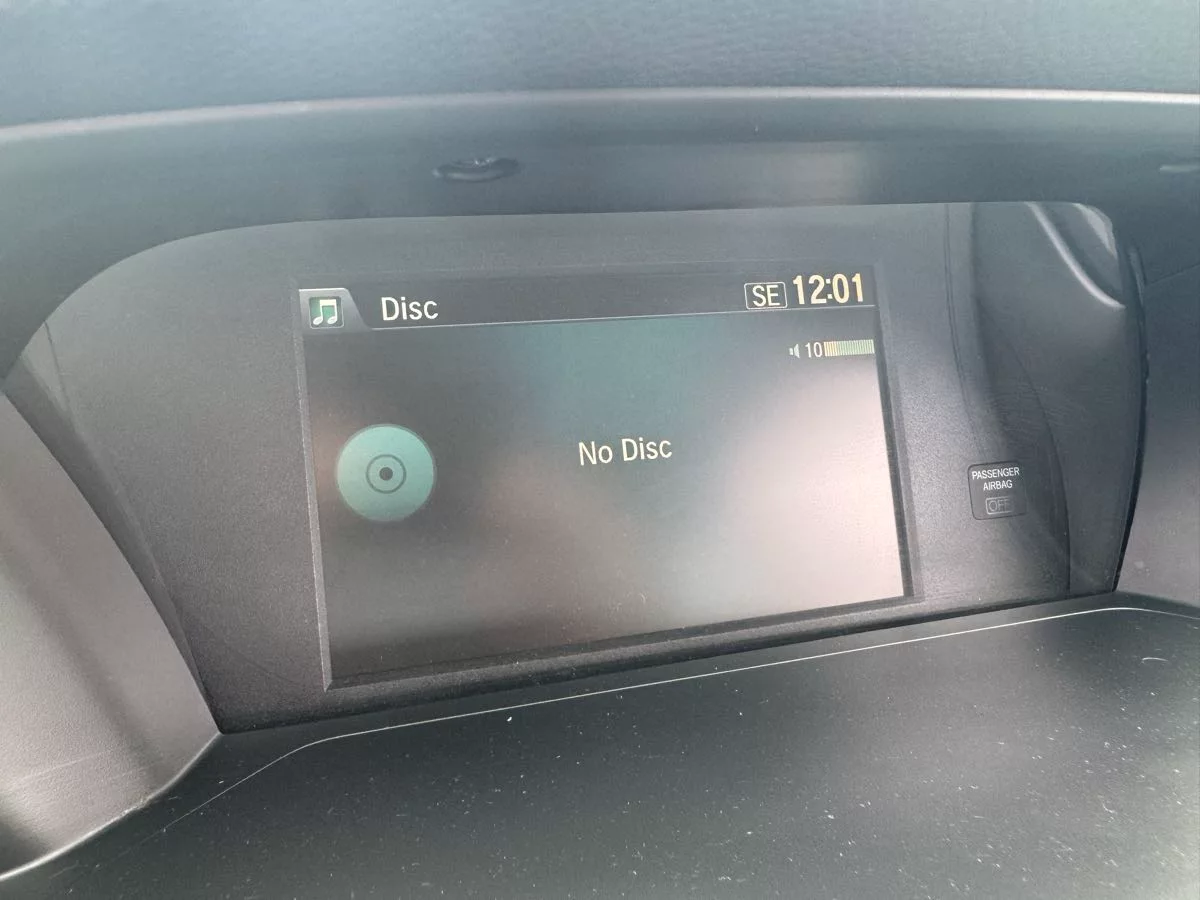 Disc
SE 12:01
10
No Disc
PASSENGER
AIRBAG
OFF